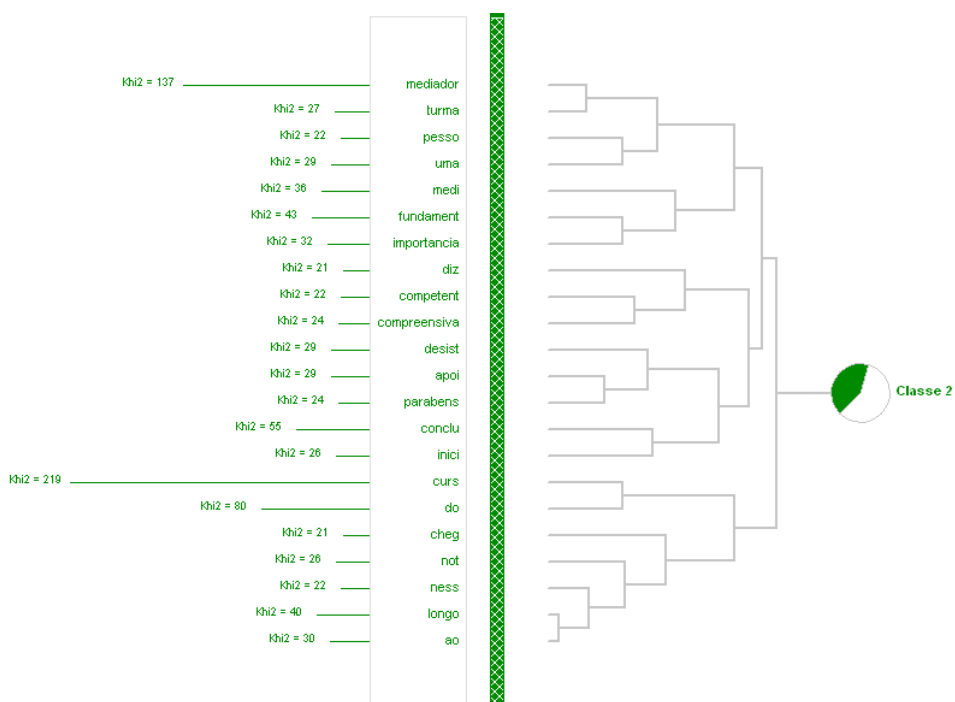 Khi2 = 137 mediador
Khi2 = 27 turma
Khi2 = 22 pesso
Khi2 = 29 uma
Khi2 = 36 medi
Khi2 = 43 fundament
Khi2 = 32 importancia
Khi2 = 21 diz
Khi2 = 22 competent
Khi2 = 24 compreensiva
Khi2 = 29 desist
Khi2 = 29 apoi
Khi2 = 24 parabens
Khi2 = 55 conclu
Khi2 = 26 inici
Khi2 = 219 curs
Khi2 = 80 do
Khi2 = 21 cheg
Khi2 = 26 not
Khi2 = 22 ness
Khi2 = 40 longo
Khi2 = 30 ao
Classe 2